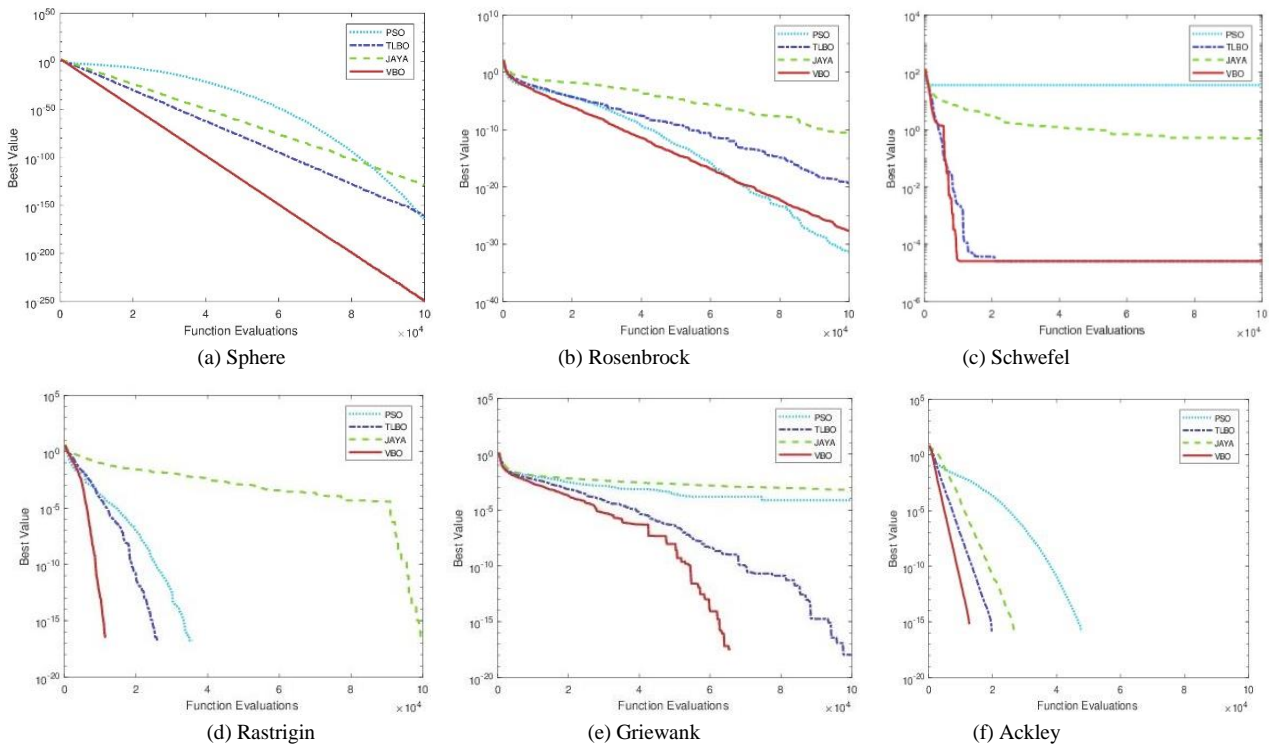 10^50
10^0
10^-50
10^-100
10^-150
10^-200
10^-250
Best Value
0 2 4 6 8 10
Function Evaluations
×10^4
PSO
TLBO
JAYA
VBO
(a) Sphere
10^10
10^0
10^-10
10^-20
10^-30
10^-40
Best Value
0 2 4 6 8 10
Function Evaluations
×10^4
PSO
TLBO
JAYA
VBO
(b) Rosenbrock
10^4
10^2
10^0
10^-2
10^-4
10^-6
Best Value
0 2 4 6 8 10
Function Evaluations
×10^4
PSO
TLBO
JAYA
VBO
(c) Schwefel
10^5
10^0
10^-5
10^-10
10^-15
10^-20
Best Value
0 2 4 6 8 10
Function Evaluations
×10^4
PSO
TLBO
JAYA
VBO
(d) Rastrigin
10^5
10^0
10^-5
10^-10
10^-15
10^-20
Best Value
0 2 4 6 8 10
Function Evaluations
×10^4
PSO
TLBO
JAYA
VBO
(e) Griewank
10^5
10^0
10^-5
10^-10
10^-15
10^-20
Best Value
0 2 4 6 8 10
Function Evaluations
×10^4
PSO
TLBO
JAYA
VBO
(f) Ackley